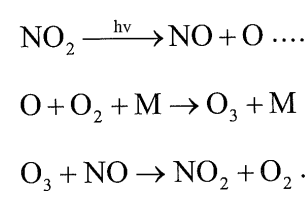 NO₂ —hv→ NO + O ....
O + O₂ + M → O₃ + M
O₃ + NO → NO₂ + O₂ .